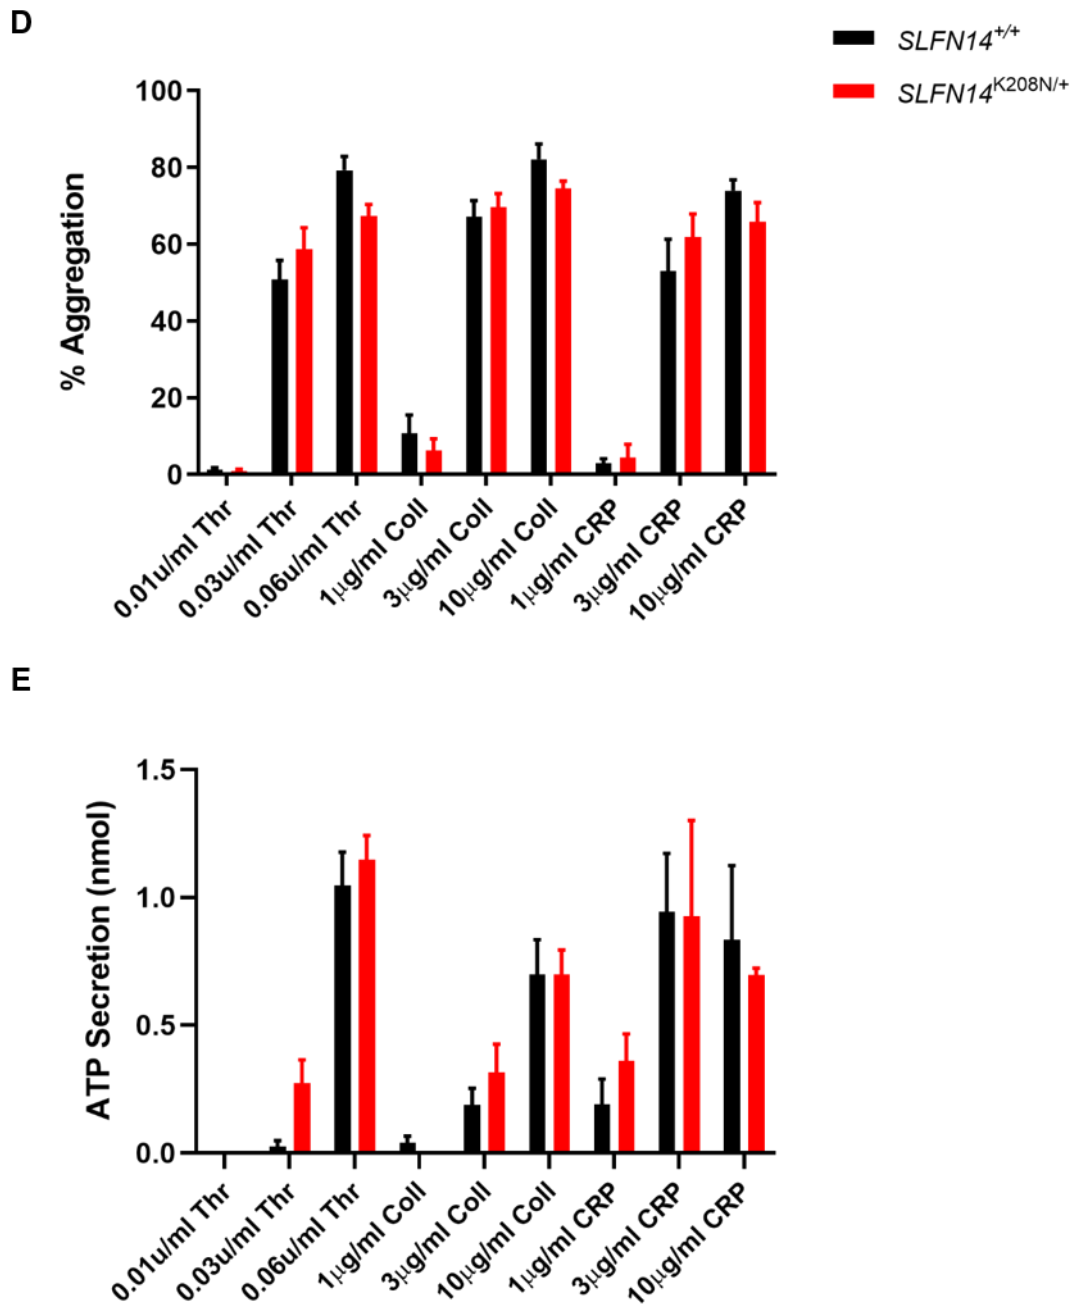 D
SLFN14+/+
SLFN14K208N/+
% Aggregation
100
80
60
40
20
0
0.01u/ml Thr
0.03u/ml Thr
0.06u/ml Thr
1μg/ml Coll
3μg/ml Coll
10μg/ml Coll
1μg/ml CRP
3μg/ml CRP
10μg/ml CRP
E
ATP Secretion (nmol)
1.5
1.0
0.5
0.0
0.01u/ml Thr
0.03u/ml Thr
0.06u/ml Thr
1μg/ml Coll
3μg/ml Coll
10μg/ml Coll
1μg/ml CRP
3μg/ml CRP
10μg/ml CRP